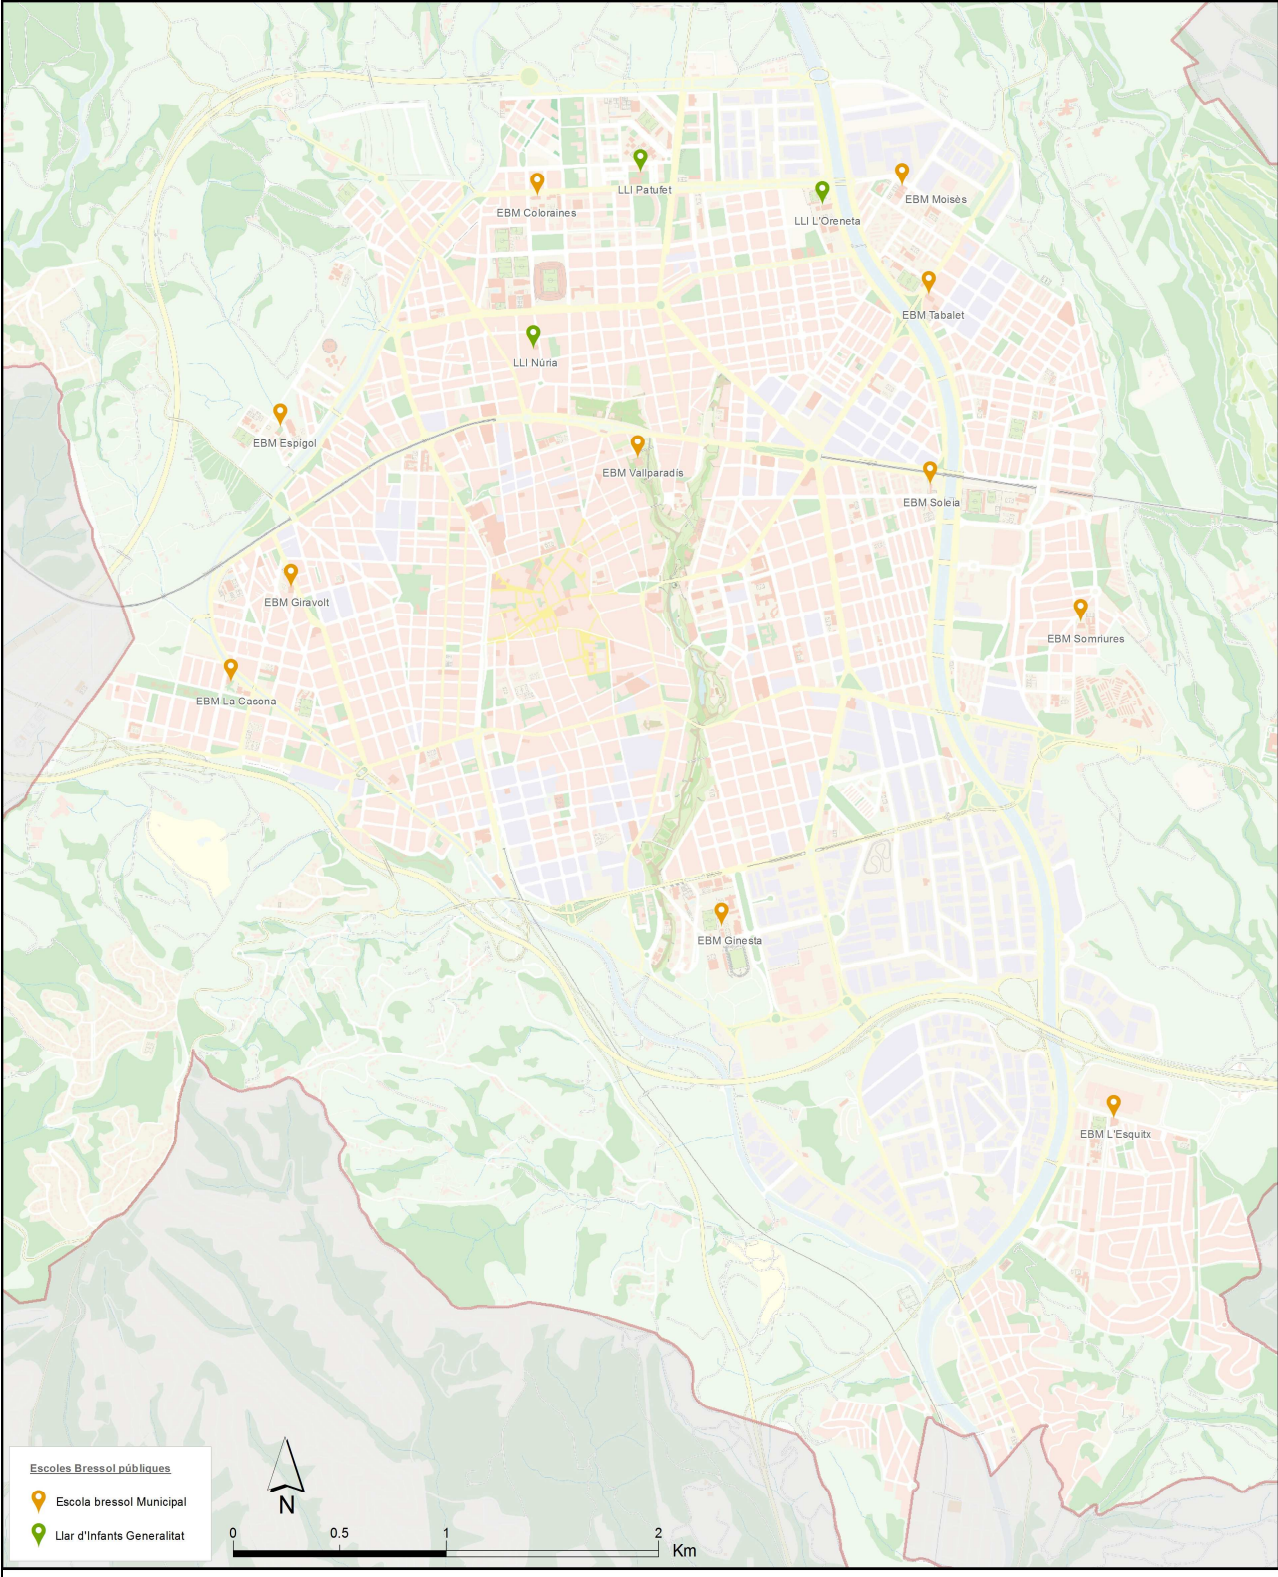 LLI Patufet
EBM Moisès
EBM Coloraines
LLI L'Oreneta
EBM Tabalet
LLI Núria
EBM Espígol
EBM Vallparadís
EBM Soleia
EBM Giravolt
EBM Somriures
EBM La Casona
EBM Ginesta
EBM L'Esquitx
Escoles Bressol públiques
Escola bressol Municipal
Llar d'Infants Generalitat
N
0 0.5 1 2
Km